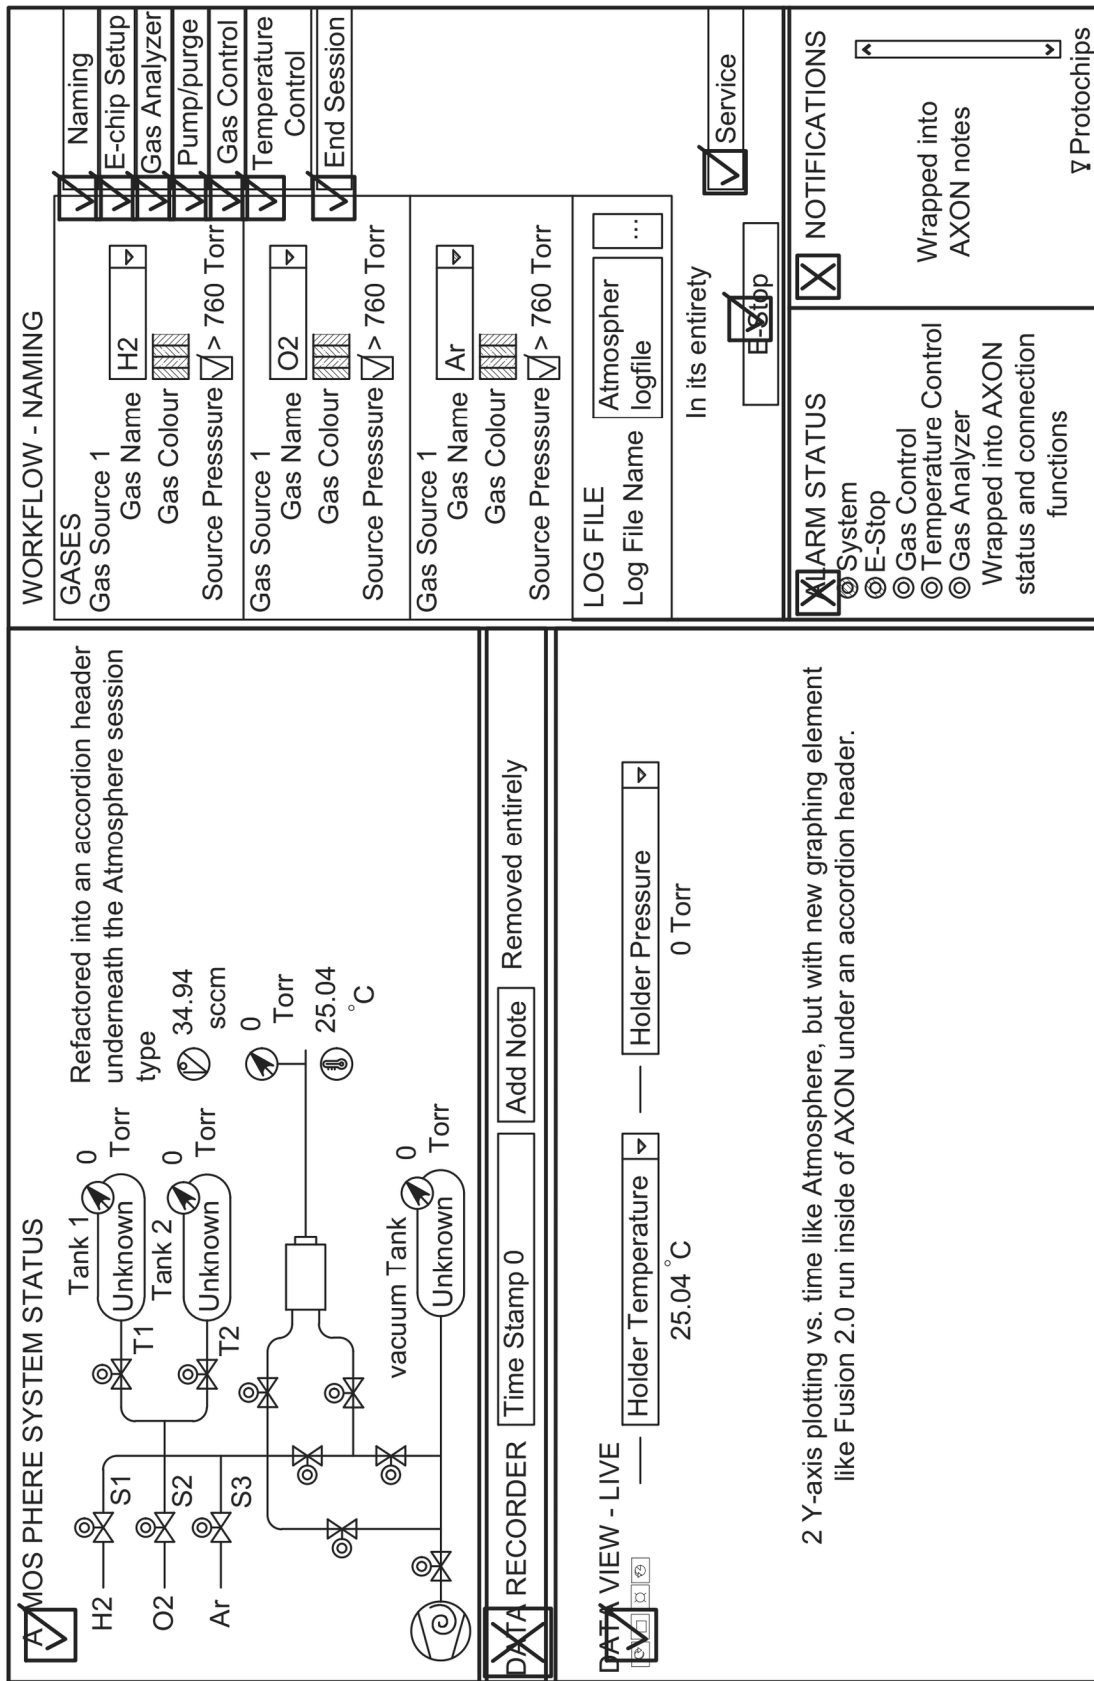 A MOS PHERE SYSTEM STATUS
Refactored into an accordion header
underneath the Atmosphere session
type
H2
O2
Ar
S1
S2
S3
T1
T2
Tank 1
0
Torr
Unknown
Tank 2
0
Torr
Unknown
34.94
sccm
0
Torr
25.04
°C
vacuum Tank
0
Torr
Unknown
DATA RECORDER
Time Stamp 0
Add Note
Removed entirely
DATA VIEW - LIVE
Holder Temperature
25.04 °C
Holder Pressure
0 Torr
2 Y-axis plotting vs. time like Atmosphere, but with new graphing element
like Fusion 2.0 run inside of AXON under an accordion header.
WORKFLOW - NAMING
GASES
Gas Source 1
Gas Name H2
Gas Colour
Source Presssure > 760 Torr
Gas Source 1
Gas Name O2
Gas Colour
Source Pressure > 760 Torr
Gas Source 1
Gas Name Ar
Gas Colour
Source Pressure > 760 Torr
LOG FILE
Log File Name
Atmospher
logfile
...
In its entirety
E-Stop
Naming
E-chip Setup
Gas Analyzer
Pump/purge
Gas Control
Temperature
Control
End Session
Service
ALARM STATUS
System
E-Stop
Gas Control
Temperature Control
Gas Analyzer
Wrapped into AXON
status and connection
functions
NOTIFICATIONS
Wrapped into
AXON notes
Protochips